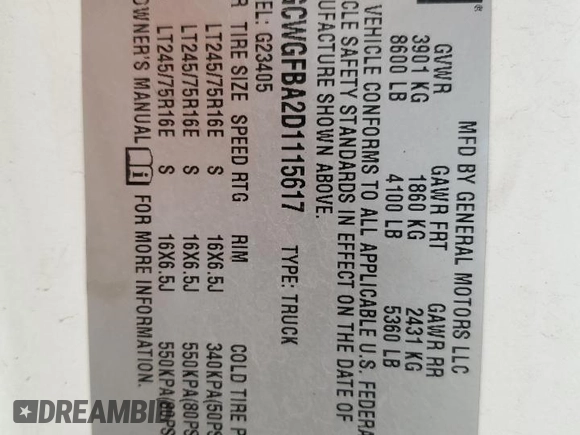 MFD BY GENERAL MOTORS LLC
GVWR GAWR FRT GAWR RR
3901 KG 1860 KG 2431 KG
8600 LB 4100 LB 5360 LB
VEHICLE CONFORMS TO ALL APPLICABLE U.S. FEDERA
CLE SAFETY STANDARDS IN EFFECT ON THE DATE OF
UFACTURE SHOWN ABOVE.
GCWGFBA2D1115617 TYPE: TRUCK
EL: G23405
TIRE SIZE SPEED RTG RIM COLD TIRE P
LT245/75R16E S 16X6.5J 340KPA(50PS
LT245/75R16E S 16X6.5J 550KPA(80PS
LT245/75R16E S 16X6.5J 550KPA(80PS
OWNER'S MANUAL FOR MORE INFORMATION.
DREAMBID